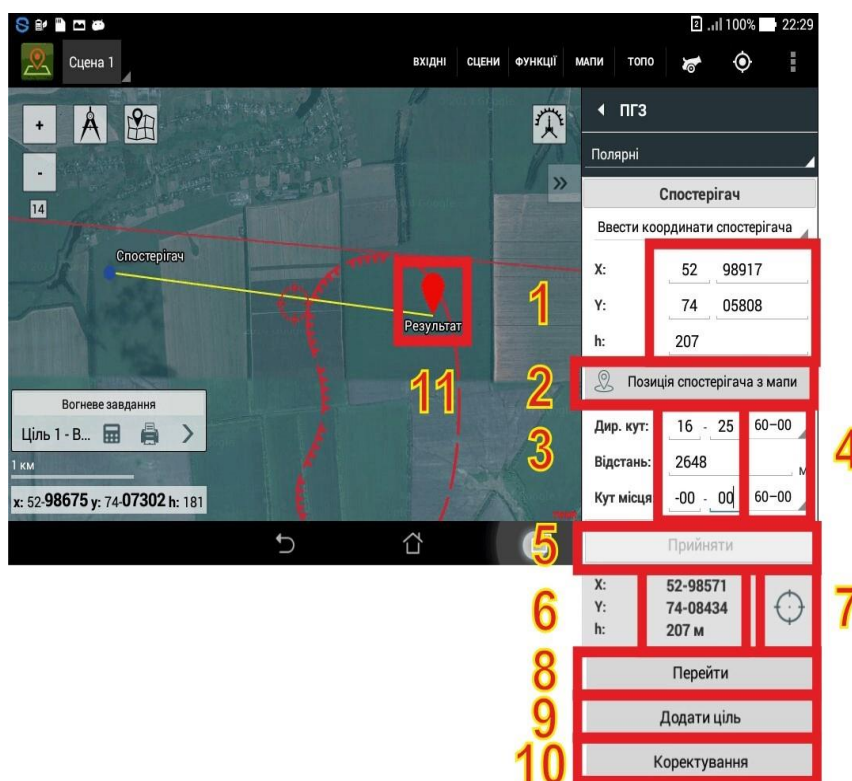 2 100% 22:29
Сцена 1
ВХІДНІ СЦЕНИ ФУНКЦІЇ МАПИ ТОПО
+
-
14
Спостерігач
Результат
11
Вогневе завдання
Ціль 1 - В...
1 км
x: 52-98675 y: 74-07302 h: 181
ПГЗ
Полярні
Спостерігач
Ввести координати спостерігача
1
X: 52 98917
Y: 74 05808
h: 207
2
Позиція спостерігача з мапи
3
Дир. кут: 16 - 25 60-00
4
Відстань: 2648 м
Кут місця -00 - 00 60-00
5
Прийняти
6
X: 52-98571
Y: 74-08434
h: 207 м
7
8
Перейти
9
Додати ціль
10
Коректування